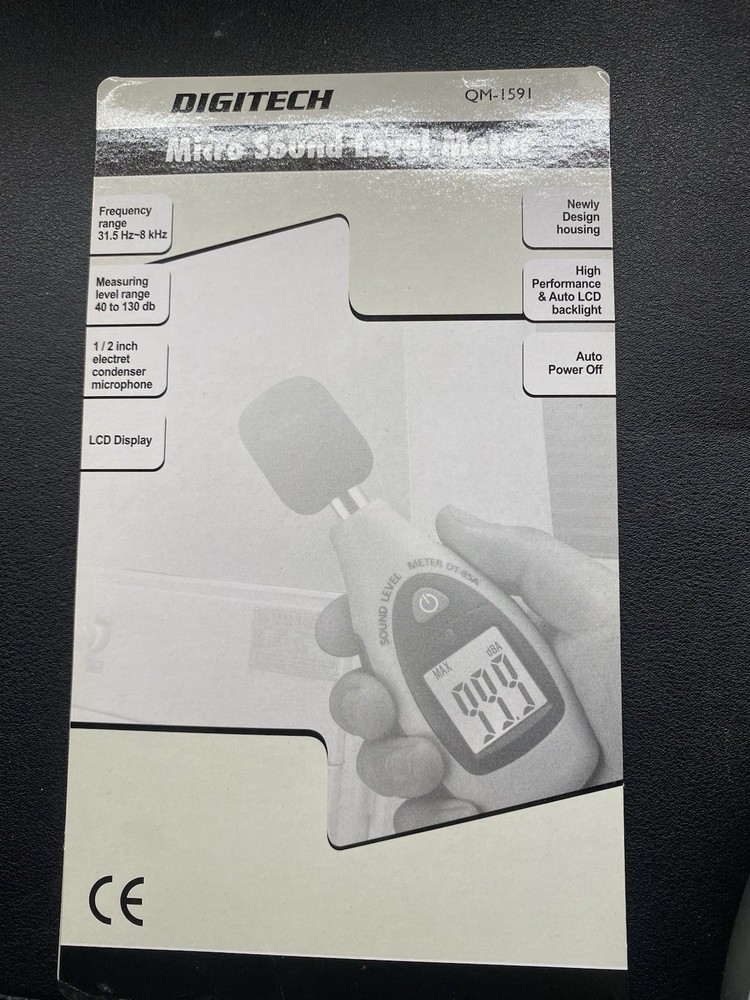 DIGITECH
QM-1591
Micro Sound Level Meter
Frequency
range
31.5 Hz~8 kHz
Measuring
level range
40 to 130 db
1 / 2 inch
electret
condenser
microphone
LCD Display
Newly
Design
housing
High
Performance
& Auto LCD
backlight
Auto
Power Off
SOUND LEVEL METER DT-85A
MAX
dBA
CE